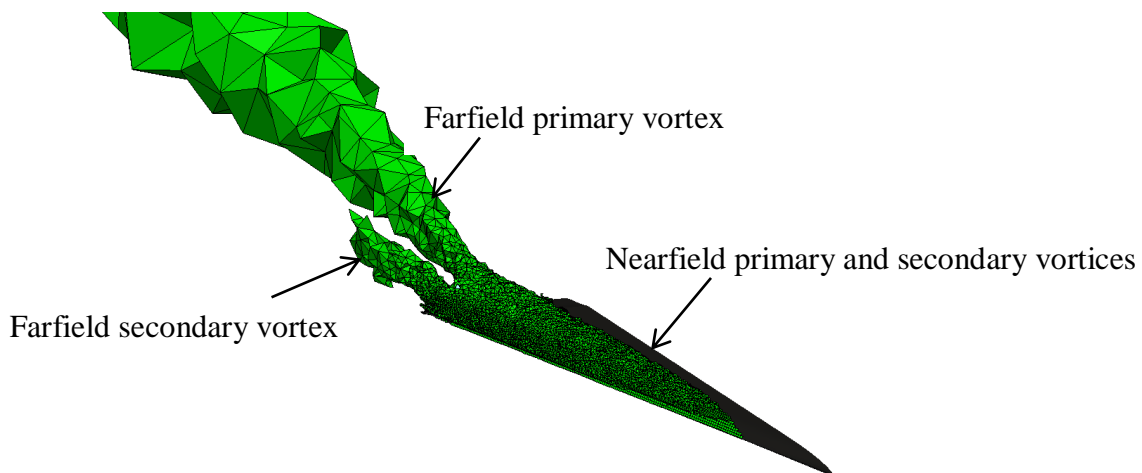 Farfield primary vortex
Nearfield primary and secondary vortices
Farfield secondary vortex